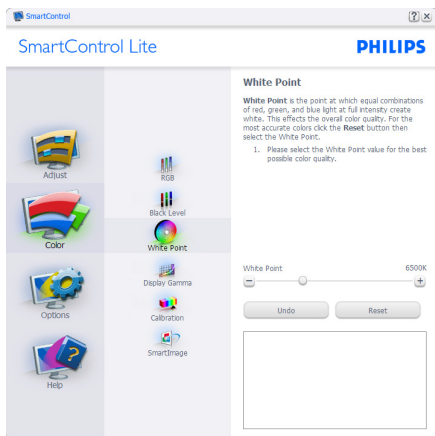 SmartControl
SmartControl Lite
PHILIPS
Adjust
Color
Options
Help
RGB
Black Level
White Point
Display Gamma
Calibration
SmartImage
White Point
White Point is the point at which equal combinations
of red, green, and blue light at full intensity create
white. This effects the overall color quality. For the
most accurate colors click the Reset button then
select the White Point.
1. Please select the White Point value for the best
possible color quality.
White Point 6500K
Undo Reset